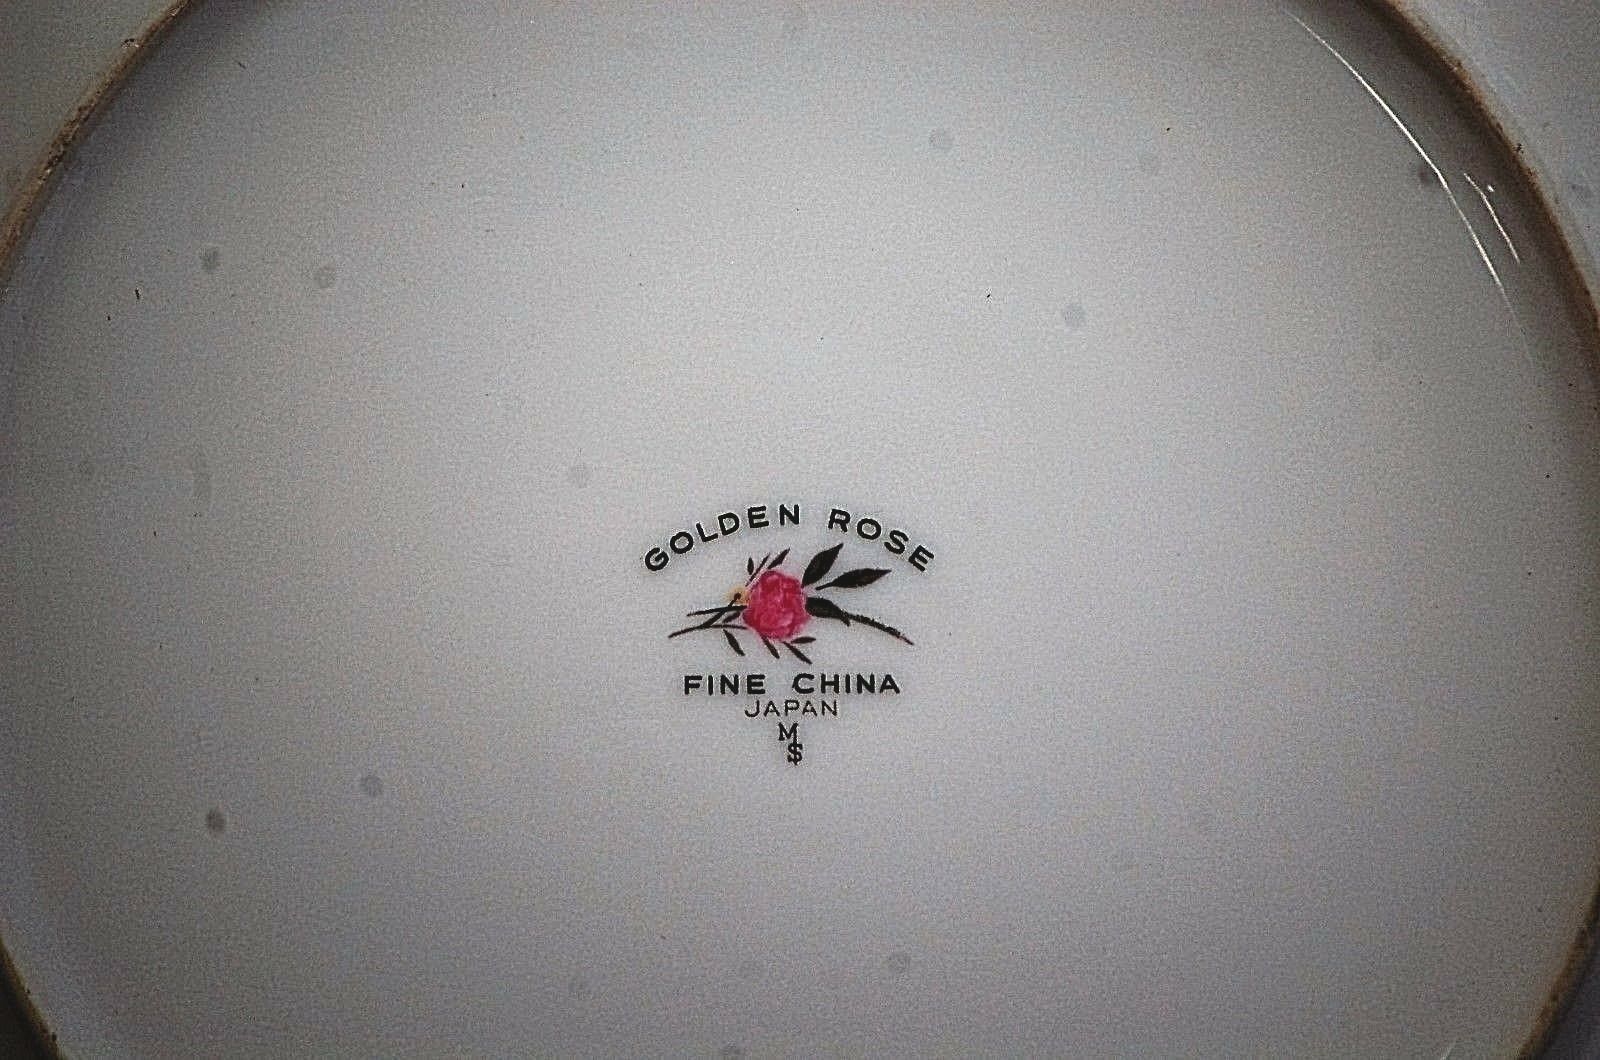 GOLDEN ROSE
FINE CHINA
JAPAN
M
S